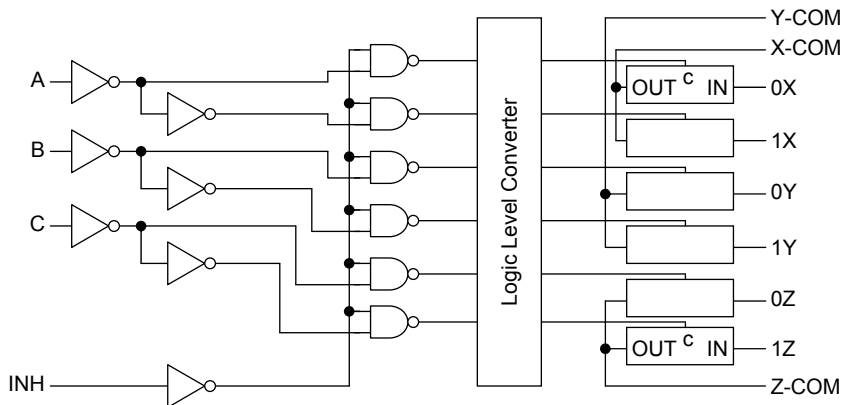 Y-COM
X-COM
A
OUT C IN
0X
1X
B
0Y
C
1Y
0Z
OUT C IN
1Z
INH
Z-COM
Logic Level Converter